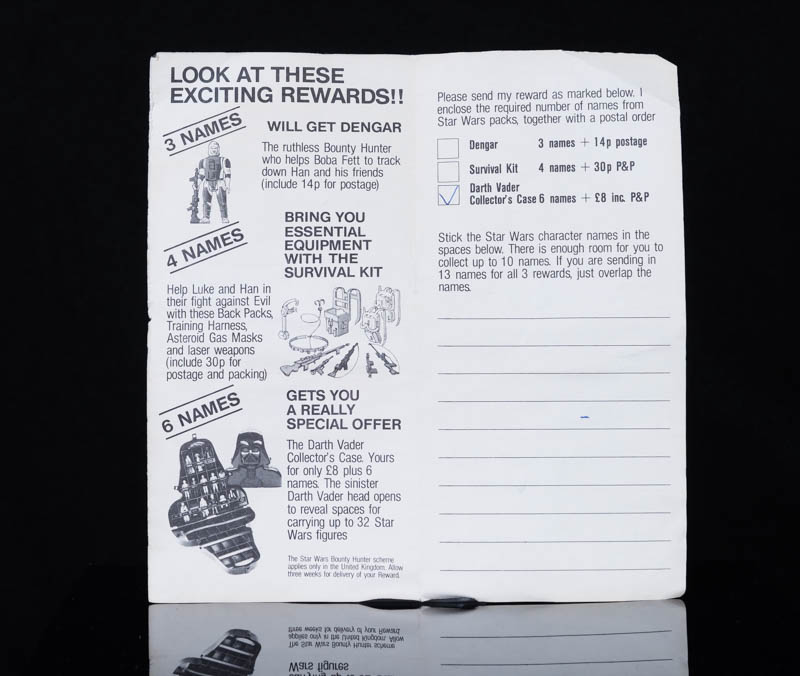 LOOK AT THESE
EXCITING REWARDS!!
3 NAMES
WILL GET DENGAR
The ruthless Bounty Hunter
who helps Boba Fett to track
down Han and his friends
(include 14p for postage)
4 NAMES
BRING YOU
ESSENTIAL
EQUIPMENT
WITH THE
SURVIVAL KIT
Help Luke and Han in
their fight against Evil
with these Back Packs,
Training Harness,
Asteroid Gas Masks
and laser weapons
(include 30p for
postage and packing)
6 NAMES
GETS YOU
A REALLY
SPECIAL OFFER
The Darth Vader
Collector's Case. Yours
for only £8 plus 6
names. The sinister
Darth Vader head opens
to reveal spaces for
carrying up to 32 Star
Wars figures
The Star Wars Bounty Hunter scheme
applies only in the United Kingdom. Allow
three weeks for delivery of your Reward.
Please send my reward as marked below. I
enclose the required number of names from
Star Wars packs, together with a postal order
Dengar 3 names + 14p postage
Survival Kit 4 names + 30p P&P
Darth Vader
Collector's Case 6 names + £8 inc. P&P
Stick the Star Wars character names in the
spaces below. There is enough room for you to
collect up to 10 names. If you are sending in
13 names for all 3 rewards, just overlap the
names.